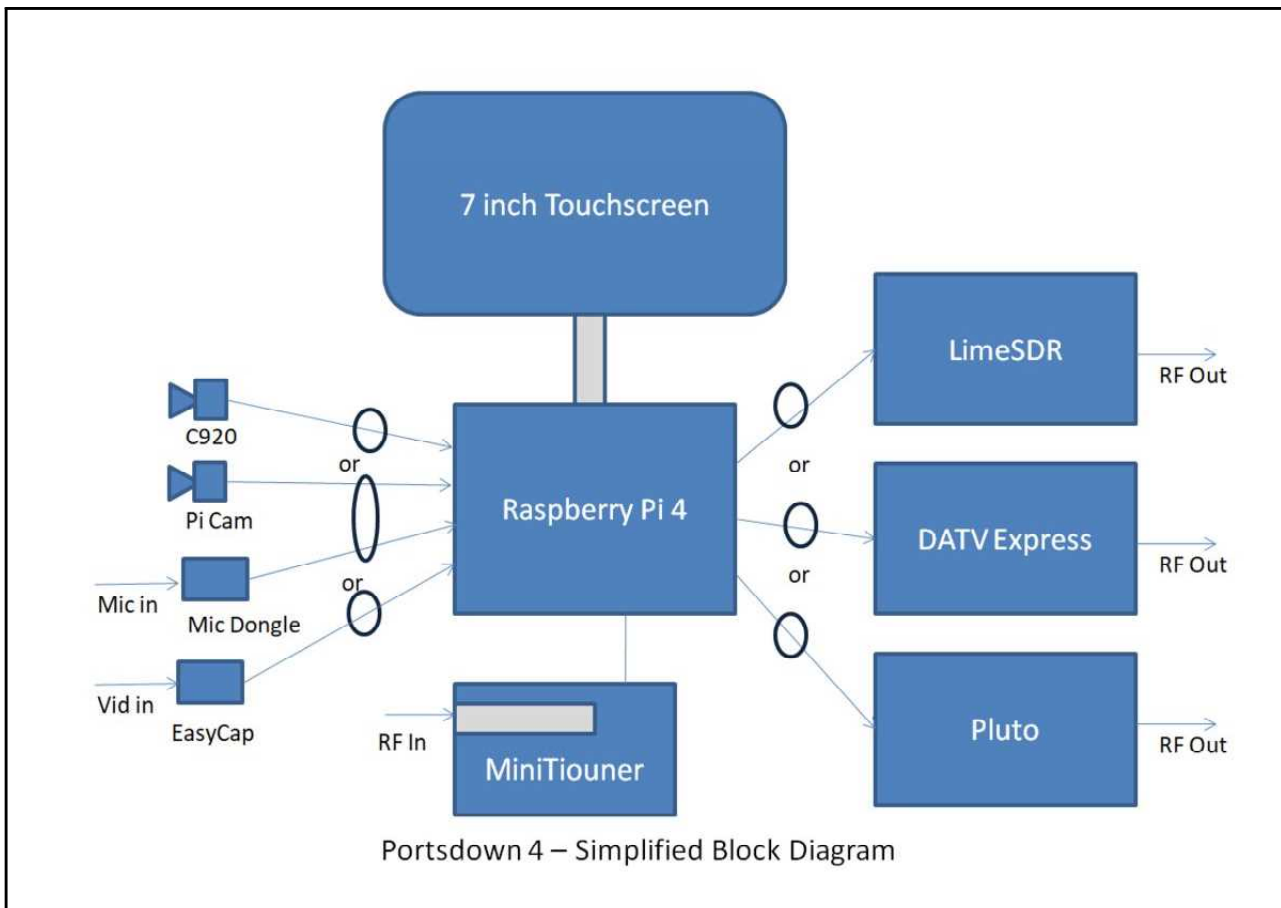 7 inch Touchscreen
LimeSDR
RF Out
C920
or
or
Pi Cam
Raspberry Pi 4
DATV Express
RF Out
or
or
Mic in
Mic Dongle
Vid in
EasyCap
RF In
MiniTiouner
Pluto
RF Out
Portsdown 4 – Simplified Block Diagram